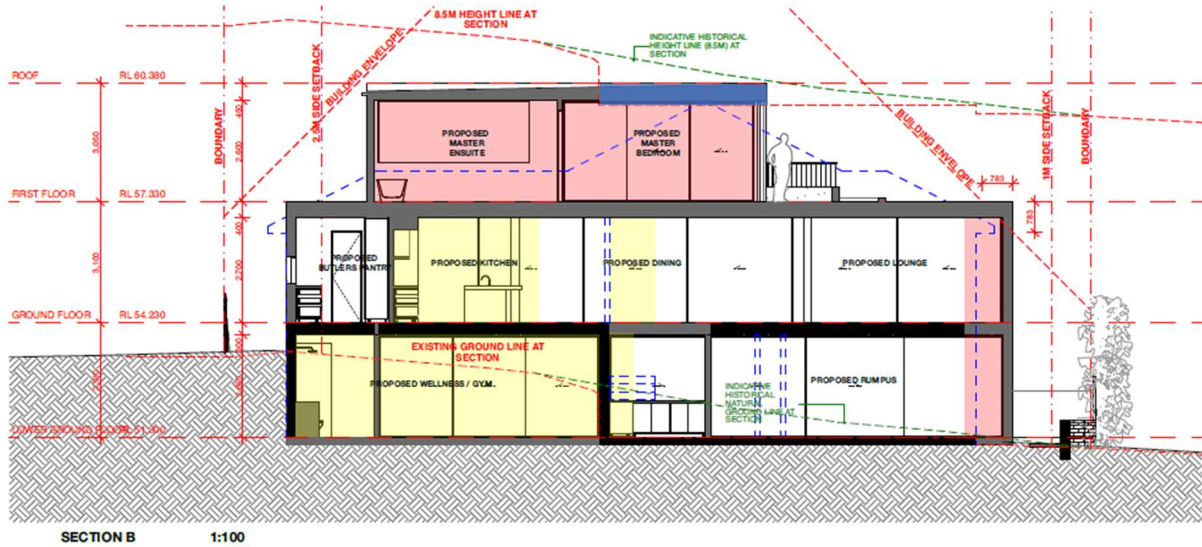 8.5M HEIGHT LINE AT
SECTION
INDICATIVE HISTORICAL
HEIGHT LINE (8.5M) AT
SECTION
ROOF
RL 60.380
BOUNDARY
BUILDING ENVELOPE
450
3,050
2,600
PROPOSED
MASTER
ENSUITE
PROPOSED
MASTER
BEDROOM
BUILDING ENVELOPE
1M SIDE SETBACK
BOUNDARY
783
FIRST FLOOR
RL 57.330
783
400
3,100
2,700
PROPOSED
BUTLERS PANTRY
PROPOSED KITCHEN
PROPOSED DINING
PROPOSED LOUNGE
GROUND FLOOR
RL 54.230
EXISTING GROUND LINE AT
SECTION
PROPOSED WELLNESS / GYM
PROPOSED RUMPUS
INDICATIVE
HISTORICAL
NATURAL
GROUND LINE AT
SECTION
LOWER GROUND FLOOR
SECTION B
1:100